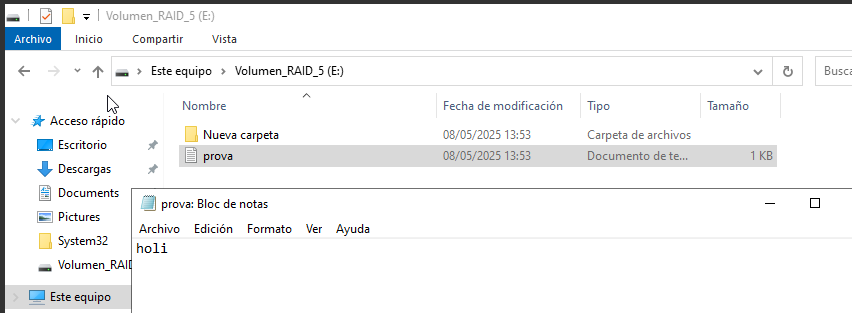 Volumen_RAID_5 (E:)
Archivo Inicio Compartir Vista
Este equipo > Volumen_RAID_5 (E:)
Busca
Nombre Fecha de modificación Tipo Tamaño
Acceso rápido
Nueva carpeta 08/05/2025 13:53 Carpeta de archivos
Escritorio
prova 08/05/2025 13:53 Documento de te... 1 KB
Descargas
Documents
Pictures
System32
Volumen_RAID
Este equipo
prova: Bloc de notas
Archivo Edición Formato Ver Ayuda
holi